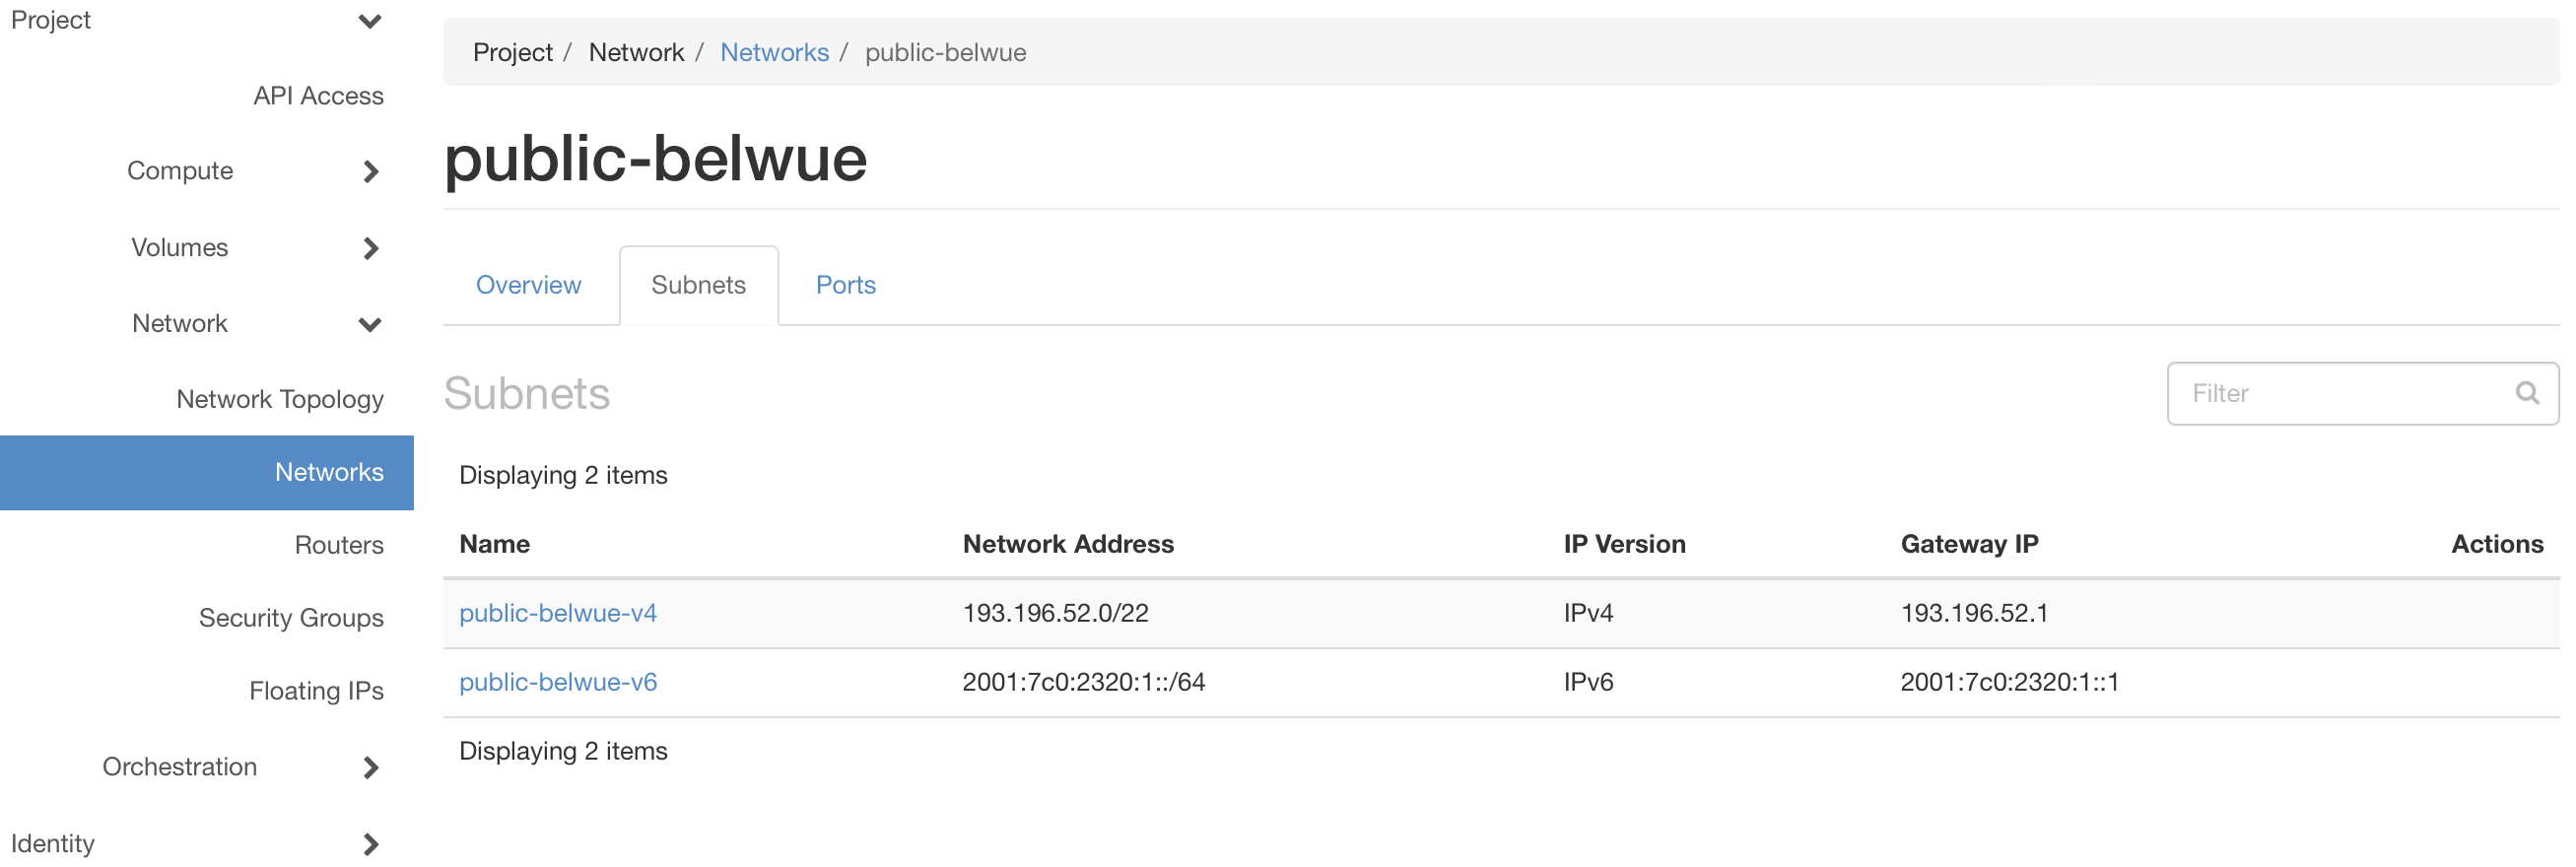 Project
API Access
Compute
Volumes
Network
Network Topology
Networks
Routers
Security Groups
Floating IPs
Orchestration
Identity
Project / Network / Networks / public-belwue
public-belwue
Overview Subnets Ports
Subnets
Filter
Displaying 2 items
Name Network Address IP Version Gateway IP Actions
public-belwue-v4 193.196.52.0/22 IPv4 193.196.52.1
public-belwue-v6 2001:7c0:2320:1::/64 IPv6 2001:7c0:2320:1::1
Displaying 2 items